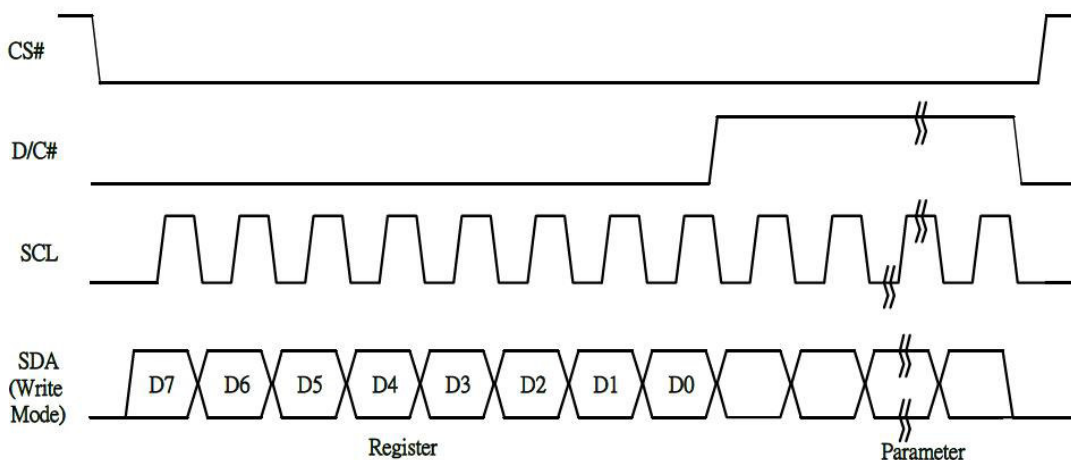 CS#
D/C#
SCL
SDA
(Write
Mode)
D7 D6 D5 D4 D3 D2 D1 D0
Register
Parameter